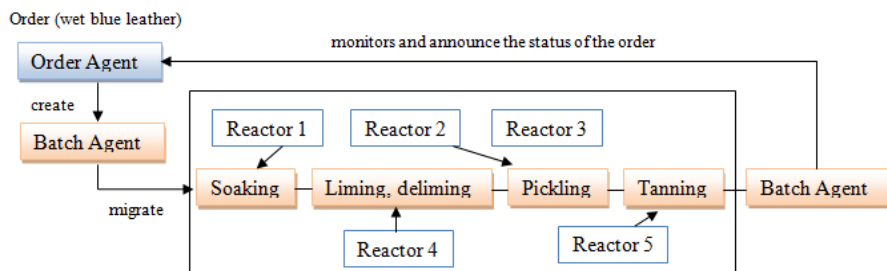 Order (wet blue leather)
monitors and announce the status of the order
Order Agent
create
Reactor 1
Reactor 2
Reactor 3
Batch Agent
Soaking
Liming, deliming
Pickling
Tanning
Batch Agent
migrate
Reactor 4
Reactor 5